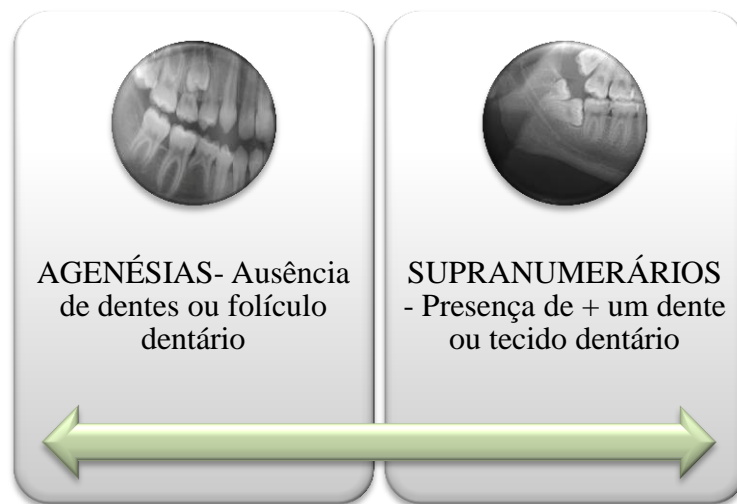 AGENÉSIAS- Ausência
de dentes ou folículo
dentário
SUPRANUMERÁRIOS
- Presença de + um dente
ou tecido dentário